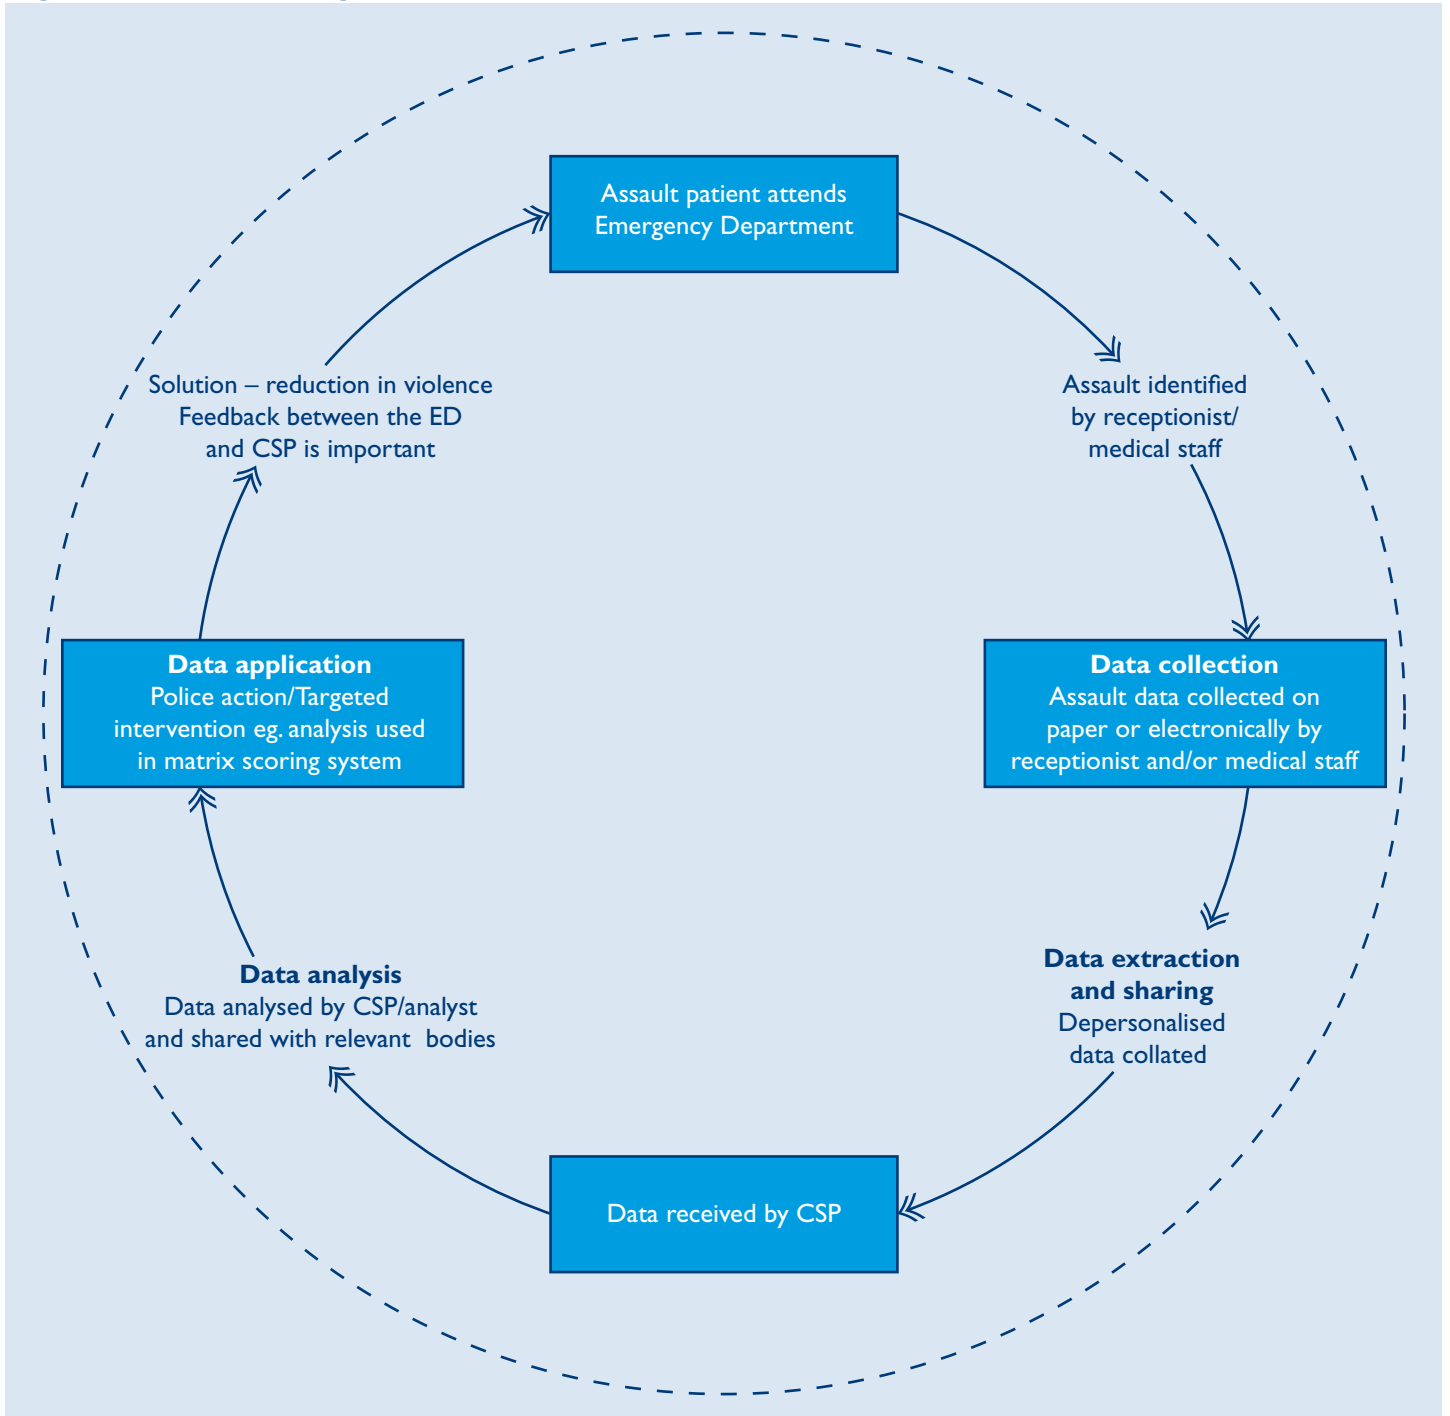 Assault patient attends
Emergency Department
Assault identified
by receptionist/
medical staff
Data collection
Assault data collected on
paper or electronically by
receptionist and/or medical staff
Data extraction
and sharing
Depersonalised
data collated
Data received by CSP
Data analysis
Data analysed by CSP/analyst
and shared with relevant  bodies
Data application
Police action/Targeted
intervention eg. analysis used
in matrix scoring system
Solution – reduction in violence
Feedback between the ED
and CSP is important